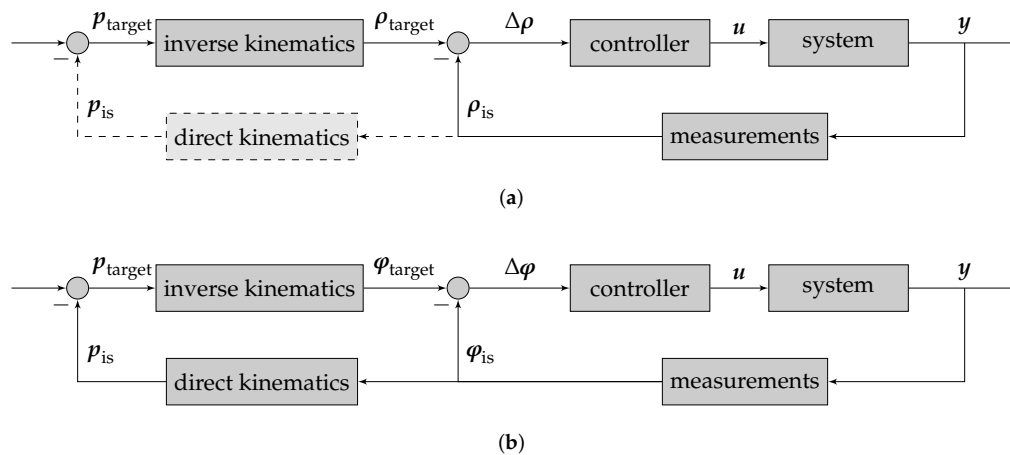 p_target inverse kinematics ρ_target Δρ controller u system y
−
−
p_is direct kinematics ρ_is measurements
(a)
p_target inverse kinematics φ_target Δφ controller u system y
−
−
p_is direct kinematics φ_is measurements
(b)